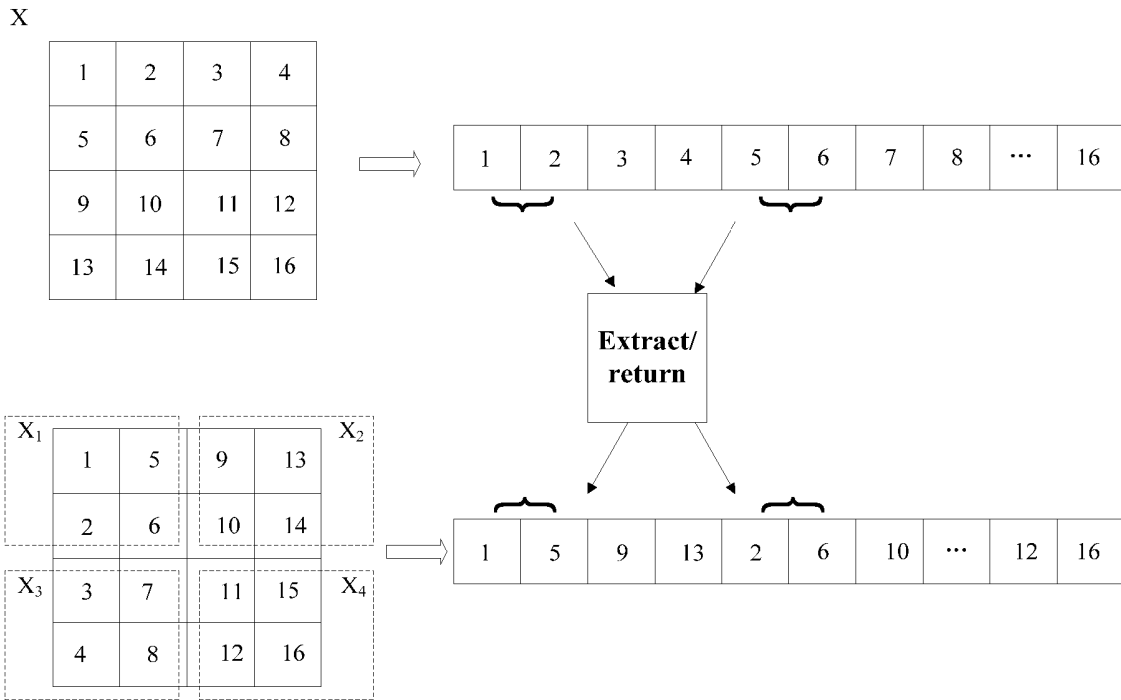 X
1 2 3 4
5 6 7 8
9 10 11 12
13 14 15 16
1 2 3 4 5 6 7 8 ... 16
Extract/
return
X1 X2
1 5 9 13
2 6 10 14
X3 X4
3 7 11 15
4 8 12 16
1 5 9 13 2 6 10 ... 12 16